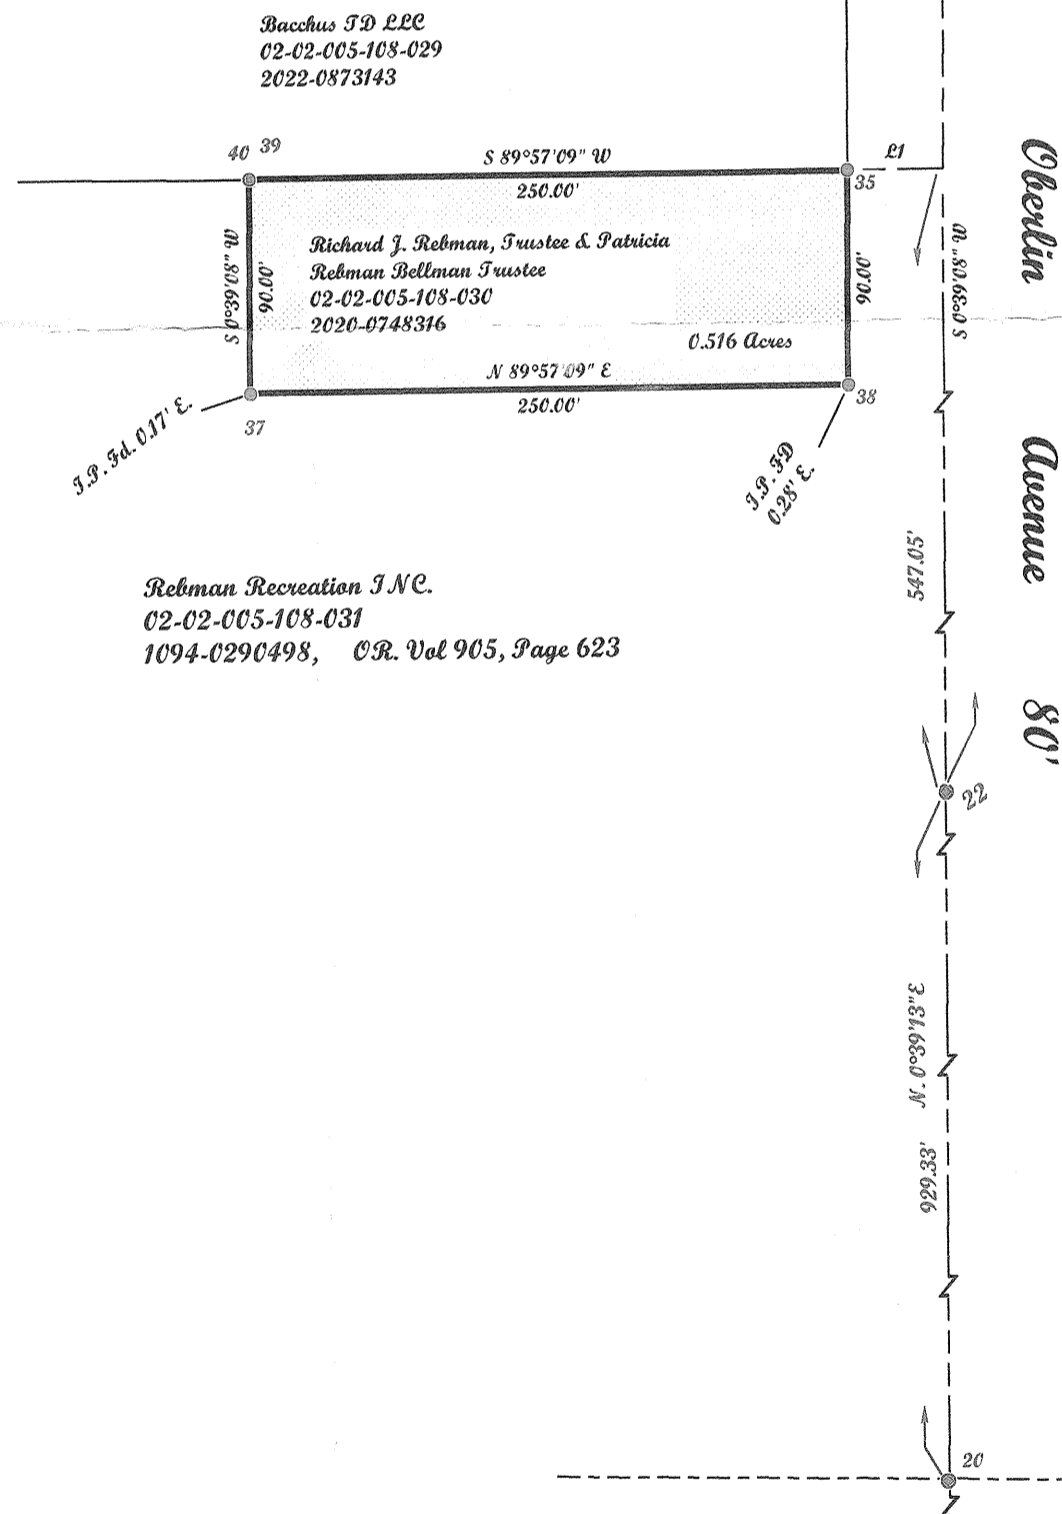 Bacchus TD LLC
02-02-005-108-029
2022-0873143
40 39
S 89°57'09" W
250.00'
35
L1
Oberlin Avenue 80'
S 0°39'08" W
90.00'
Richard J. Rebman, Trustee & Patricia
Rebman Bellman Trustee
02-02-005-108-030
2020-0748316
0.516 Acres
90.00'
S 0°39'08" W
N 89°57'09" E
250.00'
38
37
I.P. Fd. 0.17' E.
I.P. FD
0.28' E.
547.05'
Rebman Recreation INC.
02-02-005-108-031
1094-0290498, OR. Vol 905, Page 623
22
N. 0°39'13"E
929.33'
20